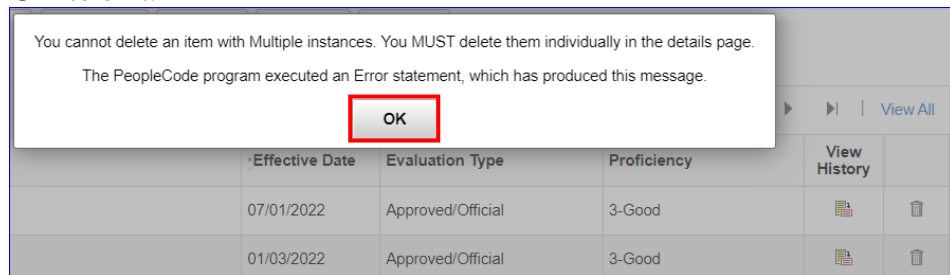 You cannot delete an item with Multiple instances. You MUST delete them individually in the details page.
The PeopleCode program executed an Error statement, which has produced this message.
OK
| View All
*Effective Date Evaluation Type Proficiency View History
07/01/2022 Approved/Official 3-Good
01/03/2022 Approved/Official 3-Good